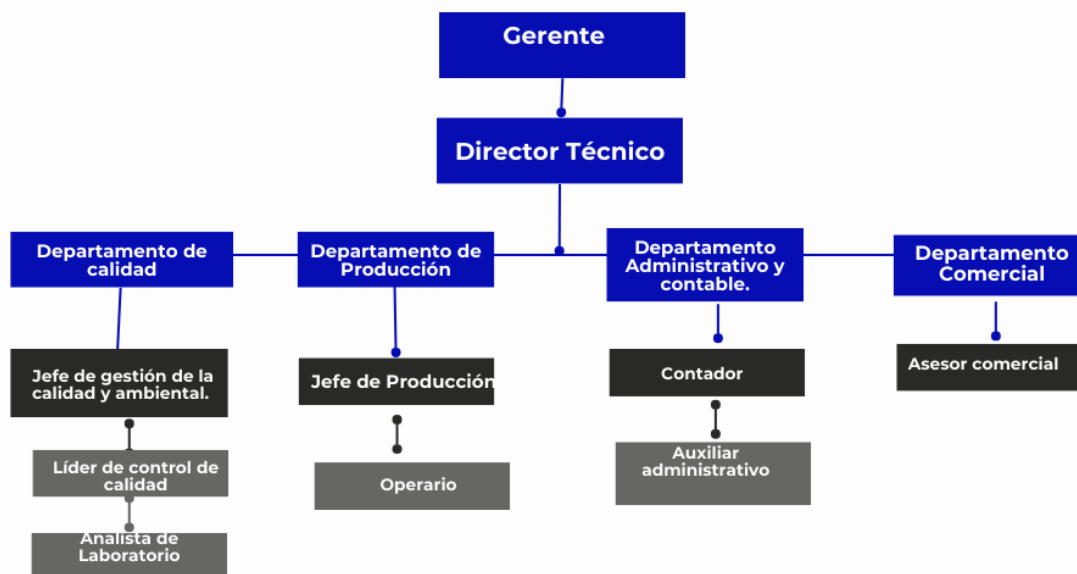 Gerente
Director Técnico
Departamento de
calidad
Departamento de
Producción
Departamento
Administrativo y
contable.
Departamento
Comercial
Jefe de gestión de la
calidad y ambiental.
Jefe de Producción
Contador
Asesor comercial
Líder de control de
calidad
Operario
Auxiliar
administrativo
Analista de
Laboratorio